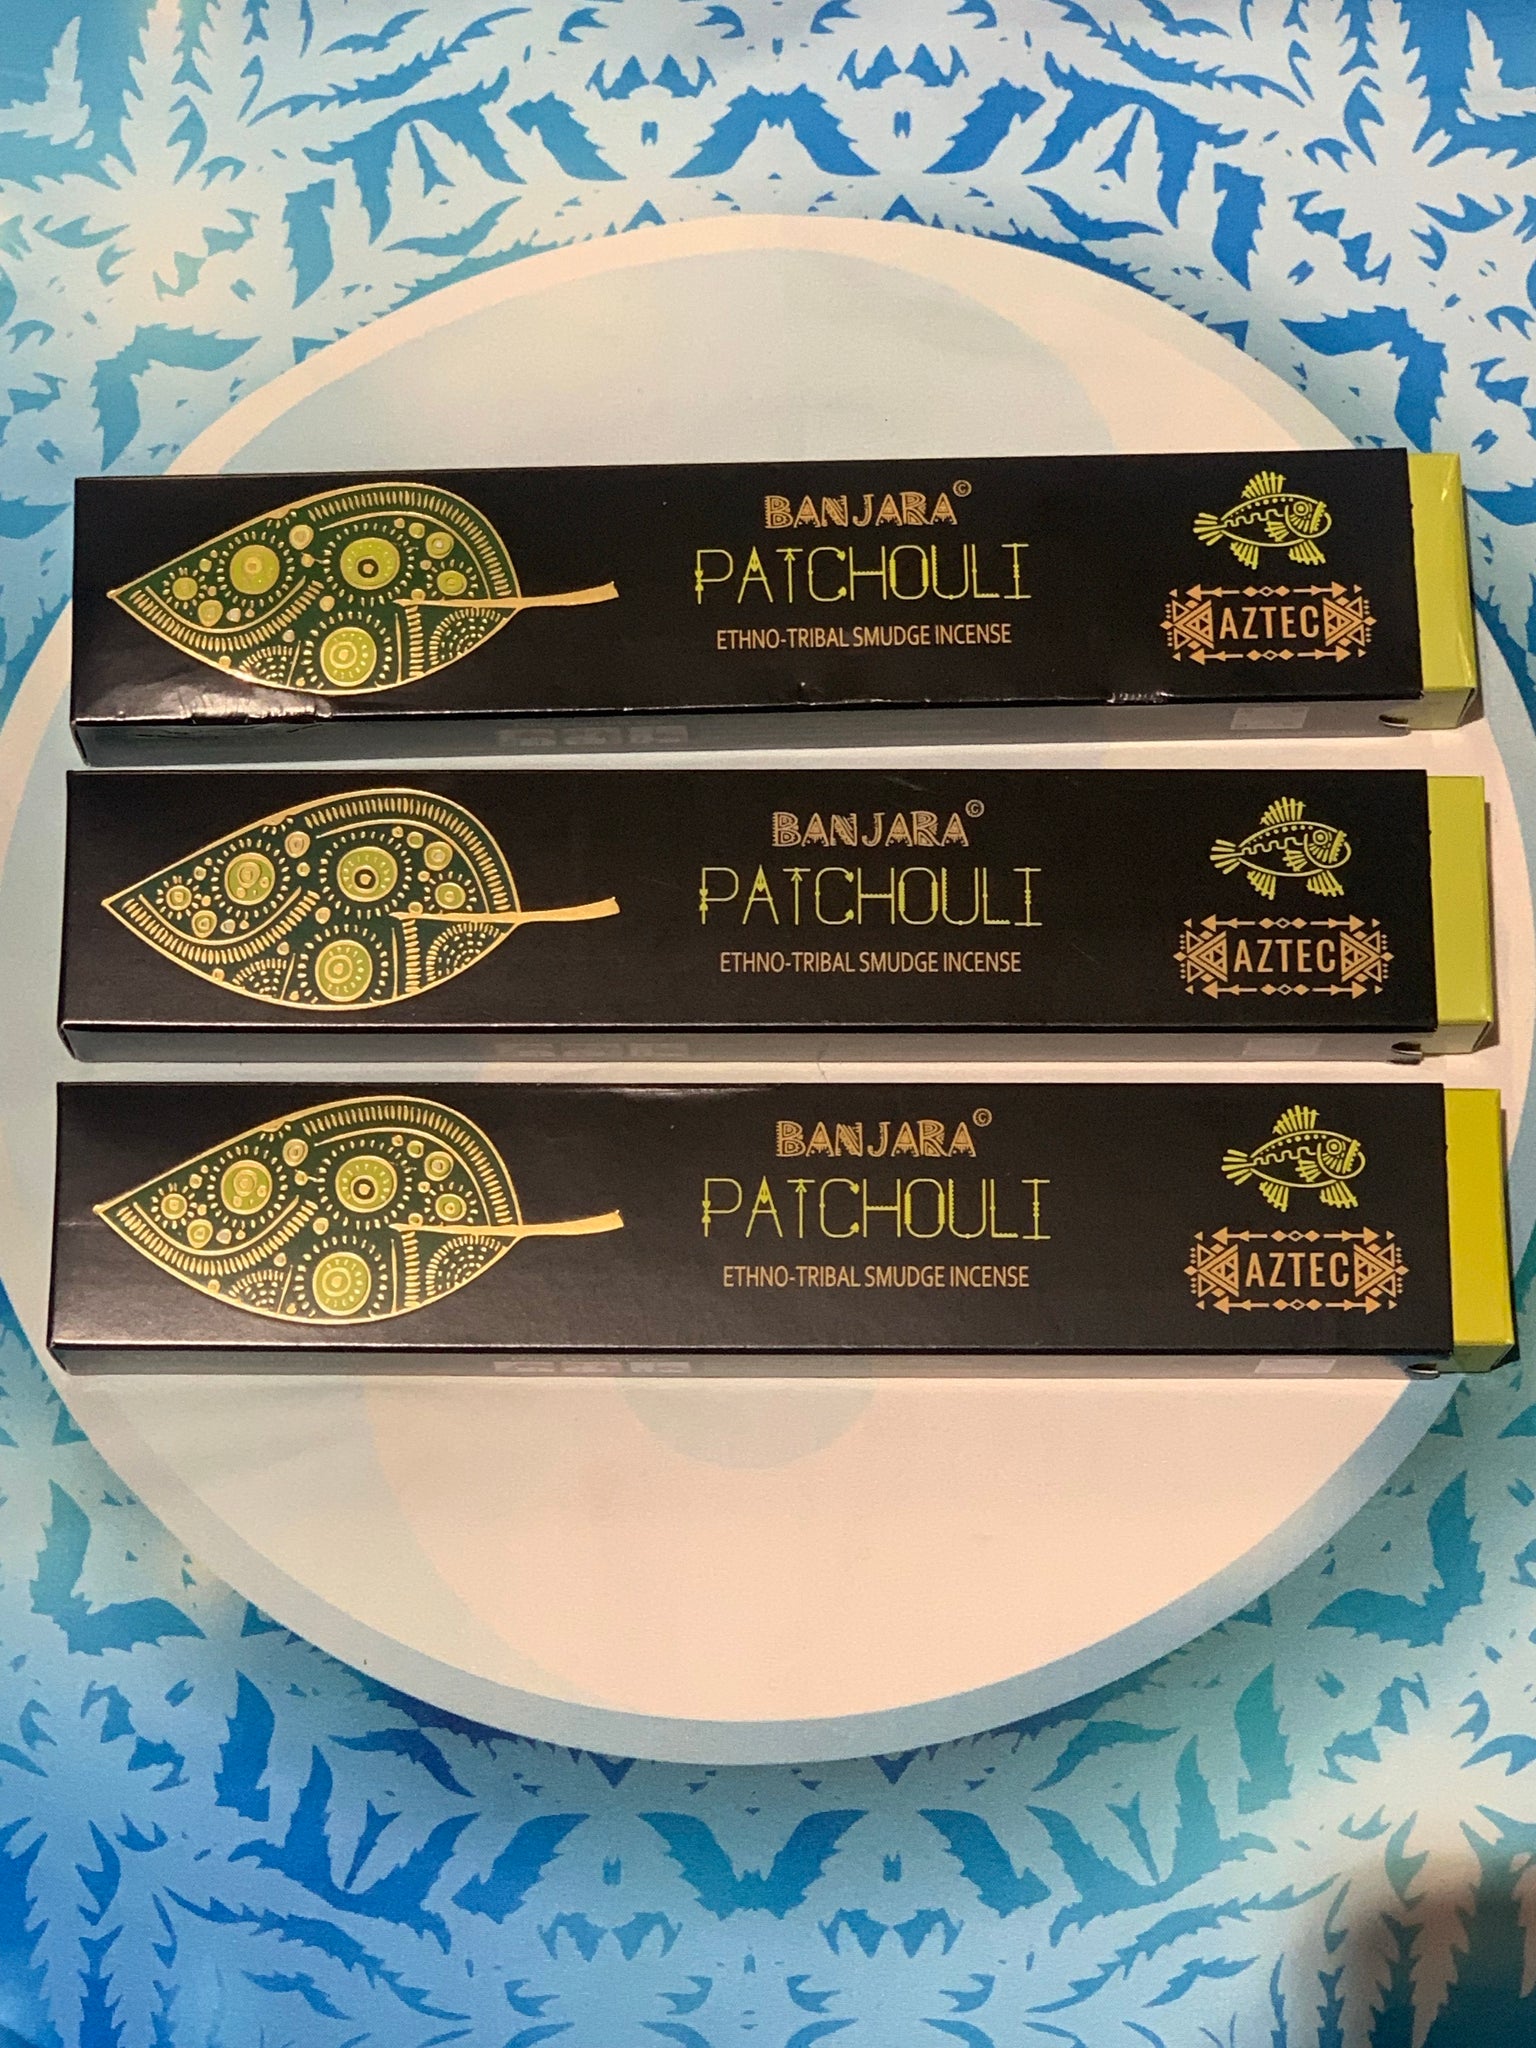 BANJARA©
PATCHOULI
ETHNO-TRIBAL SMUDGE INCENSE
AZTEC
BANJARA©
PATCHOULI
ETHNO-TRIBAL SMUDGE INCENSE
AZTEC
BANJARA©
PATCHOULI
ETHNO-TRIBAL SMUDGE INCENSE
AZTEC